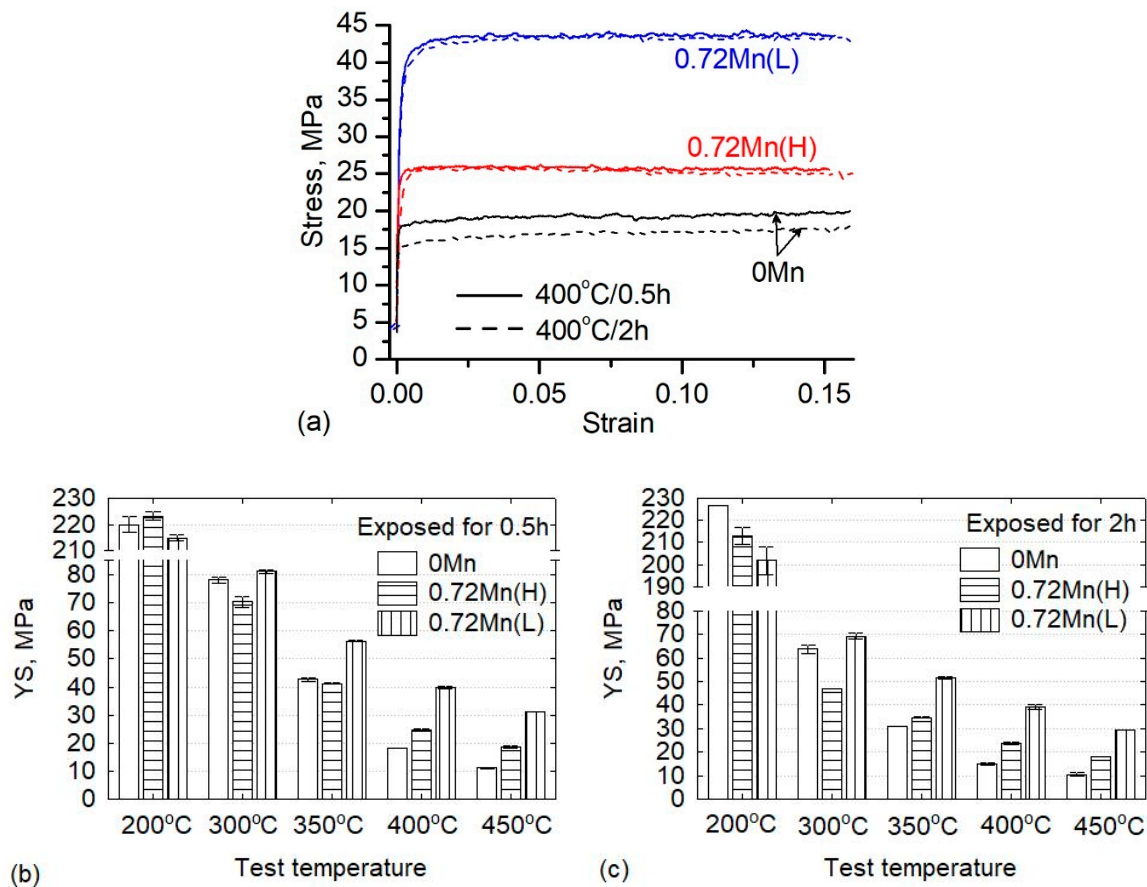 45
40
35
30
25
20
15
10
5
0
Stress, MPa
0.72Mn(L)
0.72Mn(H)
0Mn
400°C/0.5h
400°C/2h
0.00 0.05 0.10 0.15
Strain
(a)
230
220
210
80
70
60
50
40
30
20
10
0
YS, MPa
Exposed for 0.5h
0Mn
0.72Mn(H)
0.72Mn(L)
200°C 300°C 350°C 400°C 450°C
Test temperature
(b)
230
220
210
200
190
80
70
60
50
40
30
20
10
0
YS, MPa
Exposed for 2h
0Mn
0.72Mn(H)
0.72Mn(L)
200°C 300°C 350°C 400°C 450°C
Test temperature
(c)